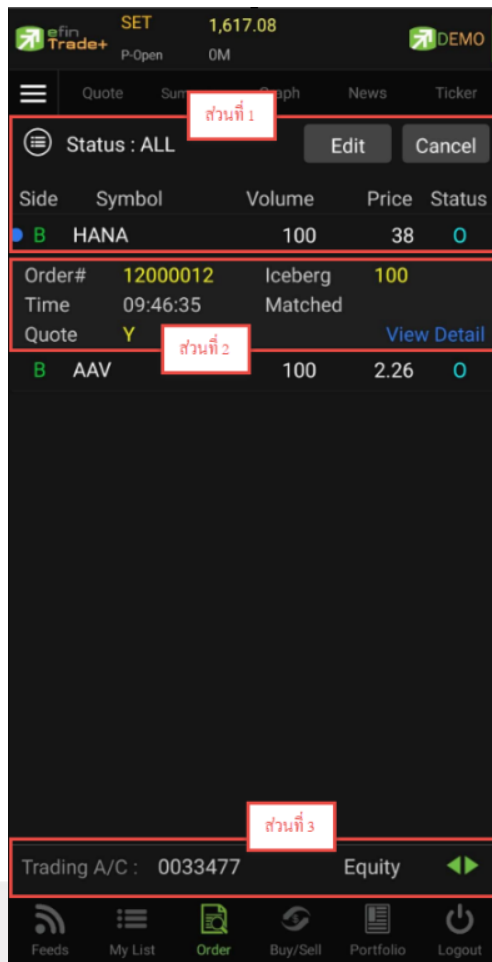 efin Trade+ SET 1,617.08 DEMO
P-Open 0M
Quote Sum Graph News Ticker
ส่วนที่ 1
Status : ALL Edit Cancel
Side Symbol Volume Price Status
B HANA 100 38 O
Order# 12000012 Iceberg 100
Time 09:46:35 Matched
Quote Y View Detail
ส่วนที่ 2
B AAV 100 2.26 O
ส่วนที่ 3
Trading A/C : 0033477 Equity
Feeds My List Order Buy/Sell Portfolio Logout